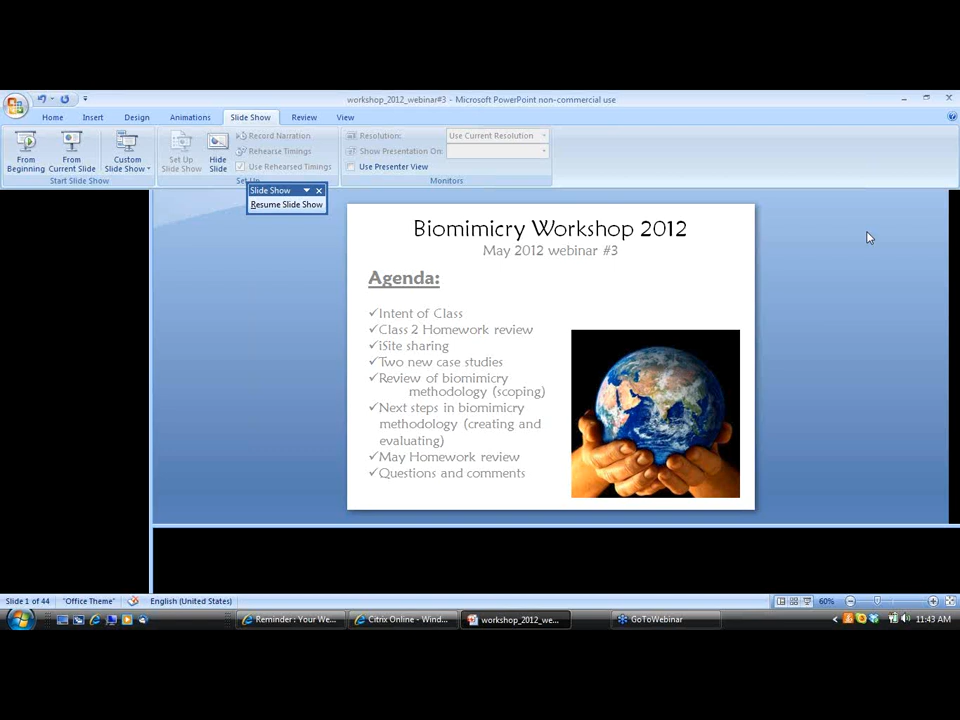 workshop_2012_webinar#3 - Microsoft PowerPoint non-commercial use
Home Insert Design Animations Slide Show Review View
From Beginning
From Current Slide
Custom Slide Show
Start Slide Show
Set Up Slide Show
Hide Slide
Record Narration
Rehearse Timings
Use Rehearsed Timings
Resolution: Use Current Resolution
Show Presentation On:
Use Presenter View
Monitors
Slide Show
Resume Slide Show
Biomimicry Workshop 2012
May 2012 webinar #3
Agenda:
✓Intent of Class
✓Class 2 Homework review
✓iSite sharing
✓Two new case studies
✓Review of biomimicry
methodology (scoping)
✓Next steps in biomimicry
methodology (creating and
evaluating)
✓May Homework review
✓Questions and comments
Slide 1 of 44 "Office Theme" English (United States) 60%
Reminder: Your We... Citrix Online - Wind... workshop_2012_we... GoToWebinar 11:43 AM